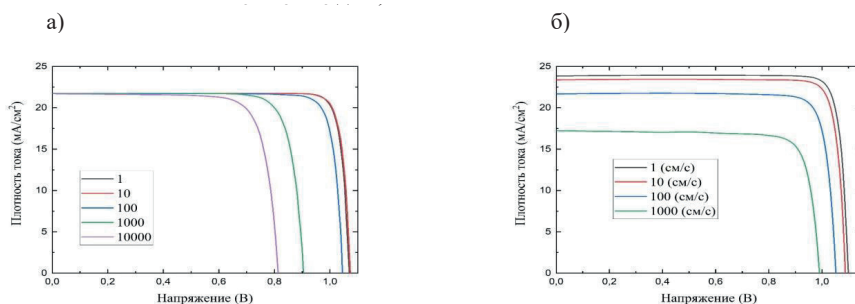 а)
б)
Плотность тока (мА/см²)
25
20
15
10
5
0
1
10
100
1000
10000
0,0
0,2
0,4
0,6
0,8
1,0
Напряжение (В)
Плотность тока (мА/см²)
25
20
15
10
5
0
1 (см/с)
10 (см/с)
100 (см/с)
1000 (см/с)
0,0
0,2
0,4
0,6
0,8
1,0
Напряжение (В)